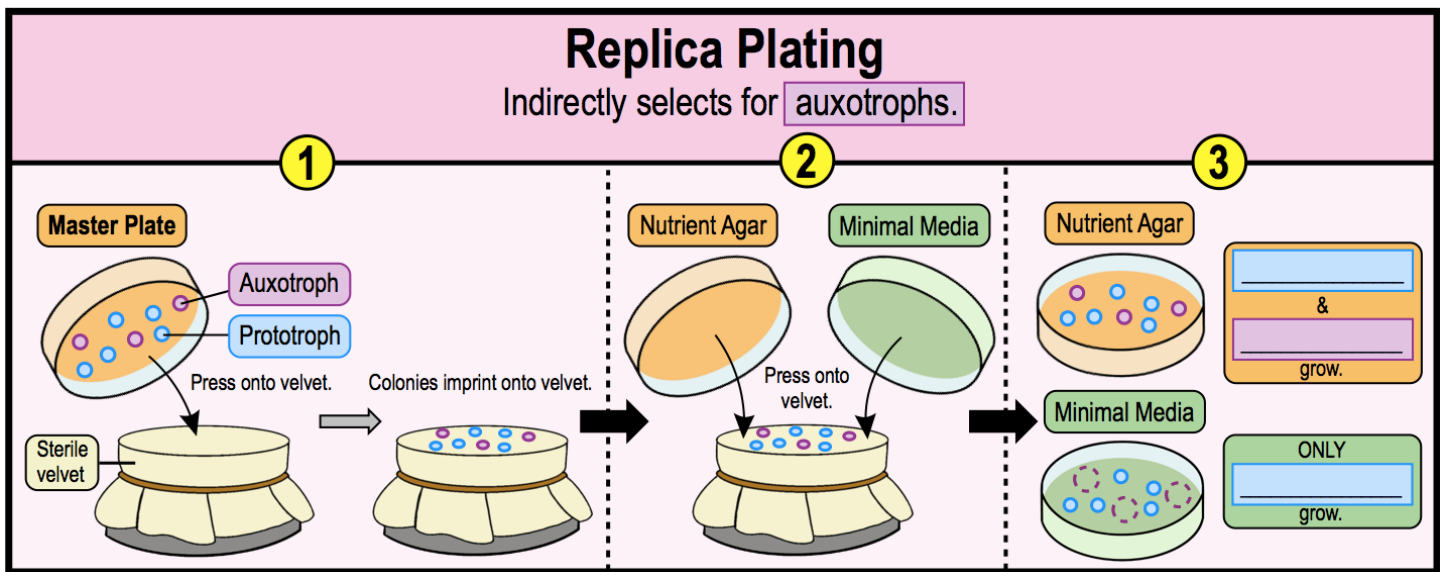 Replica Plating
Indirectly selects for auxotrophs.
1
2
3
Master Plate
Auxotroph
Prototroph
Press onto velvet.
Colonies imprint onto velvet.
Sterile
velvet
Nutrient Agar
Minimal Media
Press onto
velvet.
Nutrient Agar
&
grow.
Minimal Media
ONLY
grow.